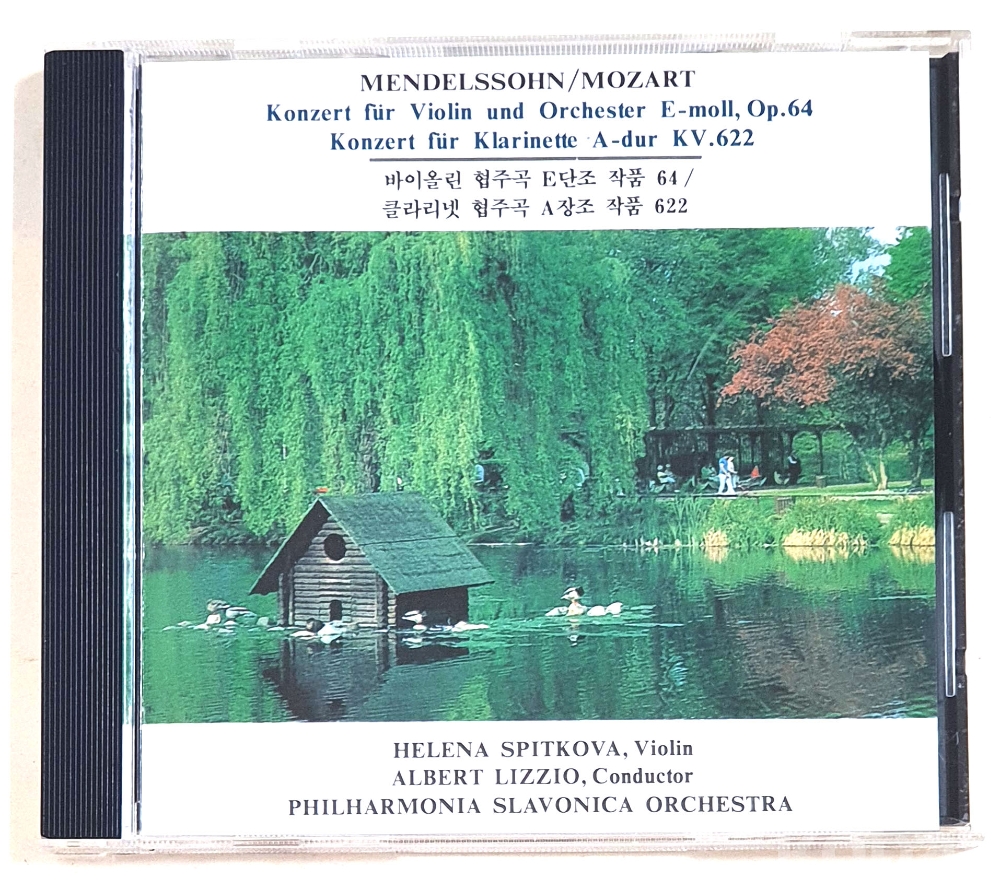 MENDELSSOHN/MOZART
Konzert für Violin und Orchester E-moll, Op.64
Konzert für Klarinette A-dur KV.622
바이올린 협주곡 E단조 작품 64 /
클라리넷 협주곡 A장조 작품 622
HELENA SPITKOVA, Violin
ALBERT LIZZIO, Conductor
PHILHARMONIA SLAVONICA ORCHESTRA